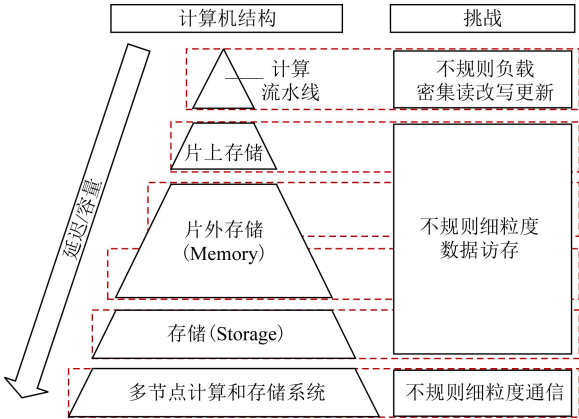 计算机结构
挑战
计算
流水线
不规则负载
密集读改写更新
片上存储
延迟/容量
片外存储
(Memory)
不规则细粒度
数据访存
存储(Storage)
多节点计算和存储系统
不规则细粒度通信